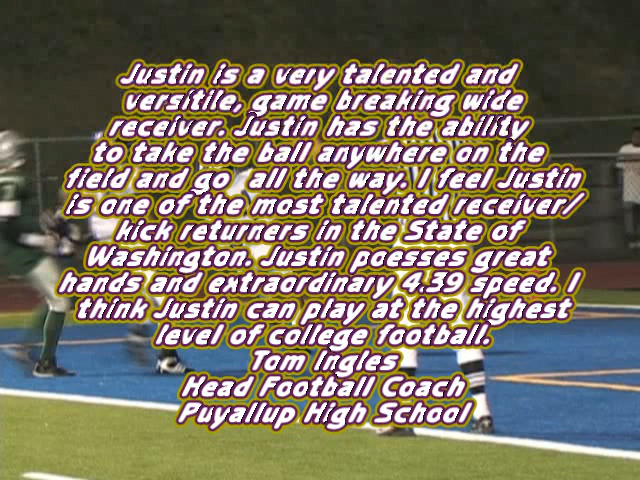 Justin is a very talented and
versitile, game breaking wide
receiver. Justin has the ability
to take the ball anywhere on the
field and go all the way. I feel Justin
is one of the most talented receiver/
kick returners in the State of
Washington. Justin poesses great
hands and extraordinary 4.39 speed. I
think Justin can play at the highest
level of college football.
Tom Ingles
Head Football Coach
Puyallup High School